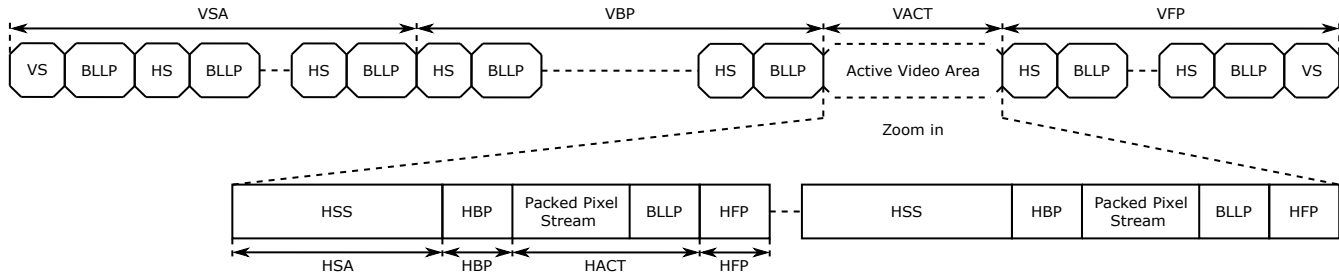 VSA VBP VACT VFP
VS BLLP HS BLLP HS BLLP HS BLLP HS BLLP Active Video Area HS BLLP HS BLLP VS
Zoom in
HSS HBP Packed Pixel Stream BLLP HFP HSS HBP Packed Pixel Stream BLLP HFP
HSA HBP HACT HFP